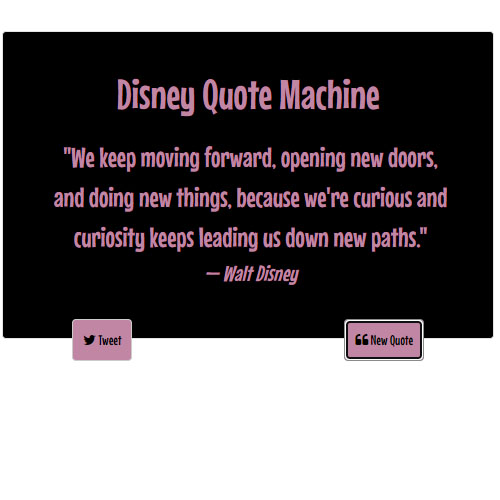 Disney Quote Machine
"We keep moving forward, opening new doors,
and doing new things, because we're curious and
curiosity keeps leading us down new paths."
— Walt Disney
Tweet
New Quote